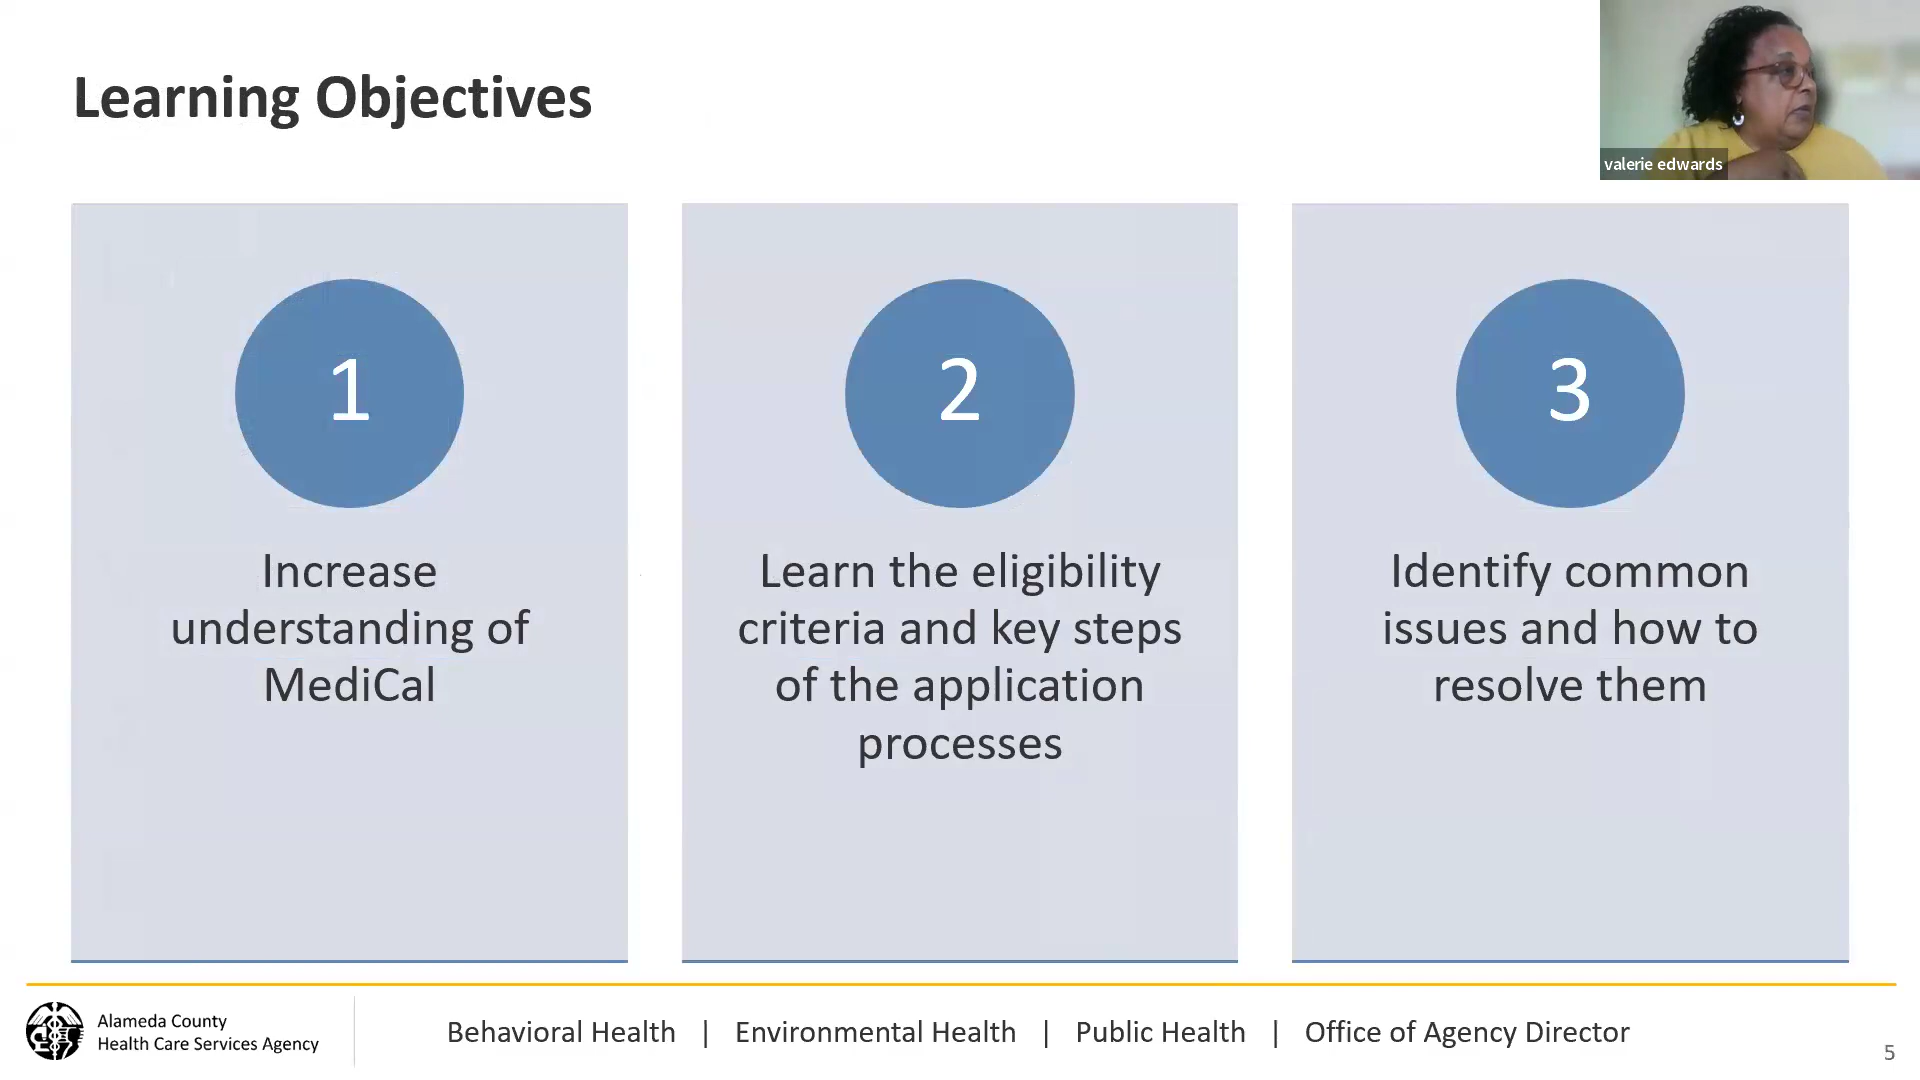 Learning Objectives
valerie edwards
1
Increase
understanding of
MediCal
2
Learn the eligibility
criteria and key steps
of the application
processes
3
Identify common
issues and how to
resolve them
Alameda County
Health Care Services Agency
Behavioral Health | Environmental Health | Public Health | Office of Agency Director
5